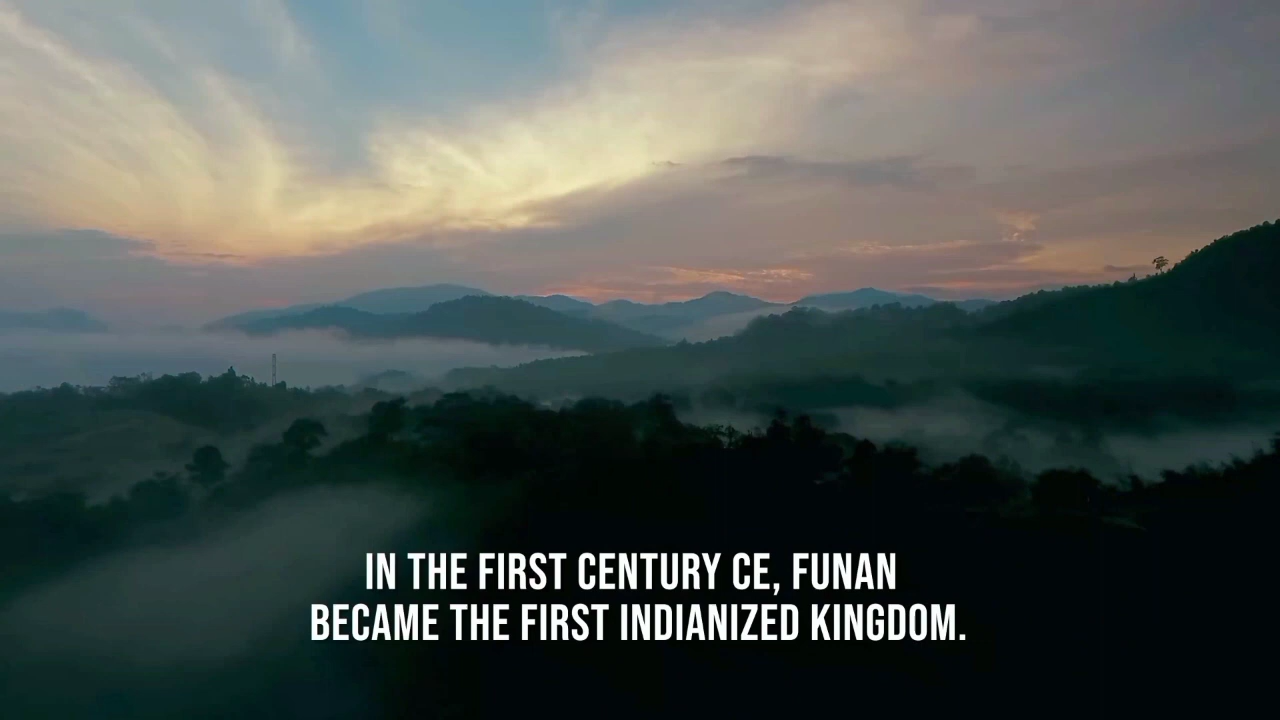 IN THE FIRST CENTURY CE, FUNAN
BECAME THE FIRST INDIANIZED KINGDOM.